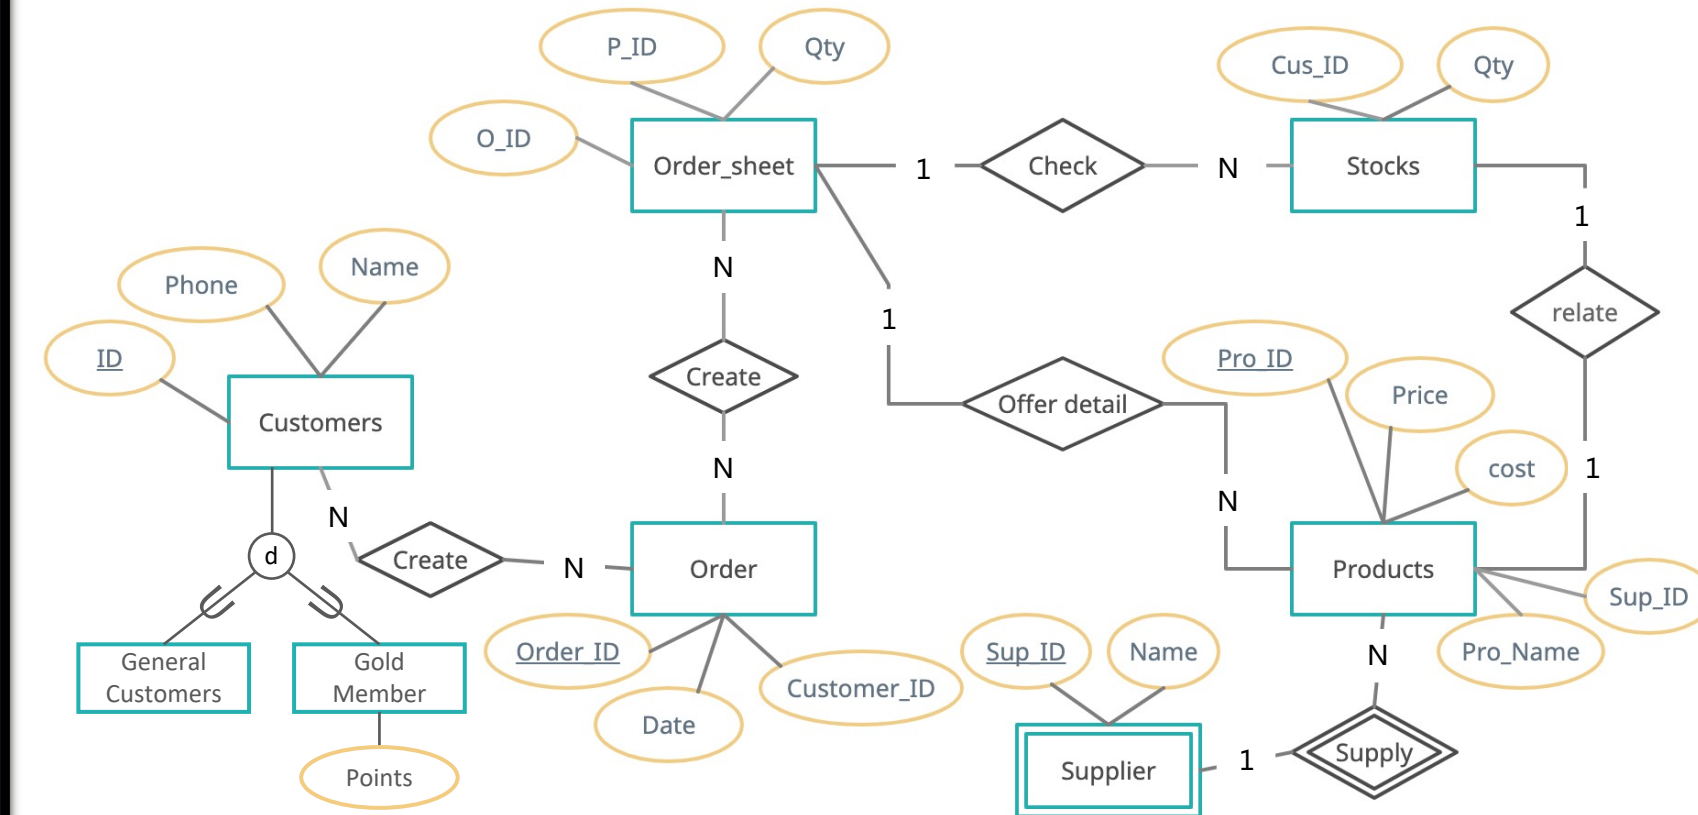 P_ID
Qty
Cus_ID
Qty
O_ID
Order_sheet
1
Check
N
Stocks
1
N
Phone
Name
1
relate
ID
Pro_ID
Create
Price
Offer detail
Customers
N
cost
1
N
N
d
Create
N
Order
Products
Sup_ID
General
Customers
Gold
Member
Order_ID
Customer_ID
Date
Sup_ID
Name
N
Pro_Name
Points
Supplier
1
Supply